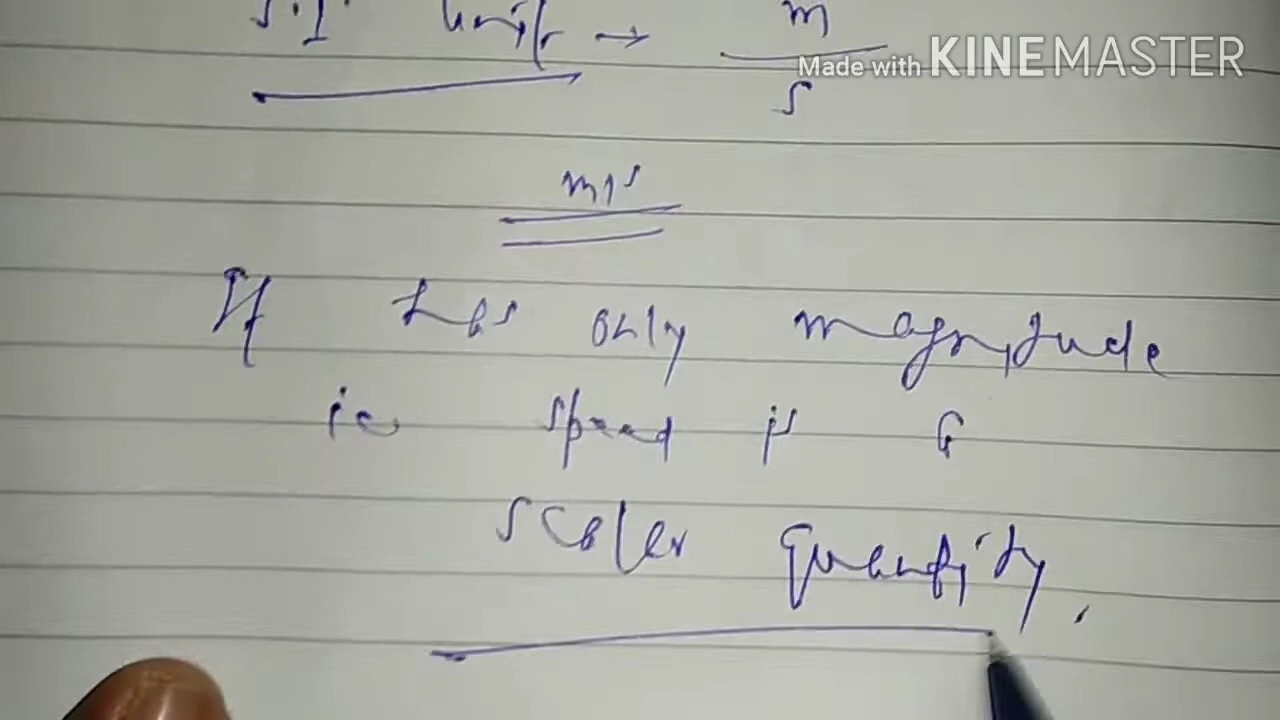 S.I Unit → m
Made with KINEMASTER
s
m/s
It has only magnitude
ie speed is a
scaler quantity.